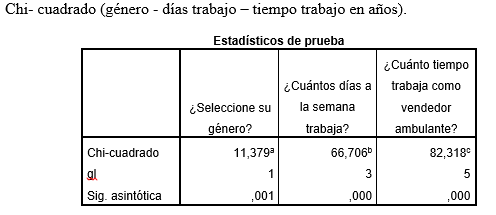 Chi- cuadrado (género - días trabajo – tiempo trabajo en años).
Estadísticos de prueba
¿Seleccione su género? ¿Cuántos días a la semana trabaja? ¿Cuánto tiempo trabaja como vendedor ambulante?
Chi-cuadrado 11,379ᵃ 66,706ᵇ 82,318ᶜ
gl 1 3 5
Sig. asintótica ,001 ,000 ,000